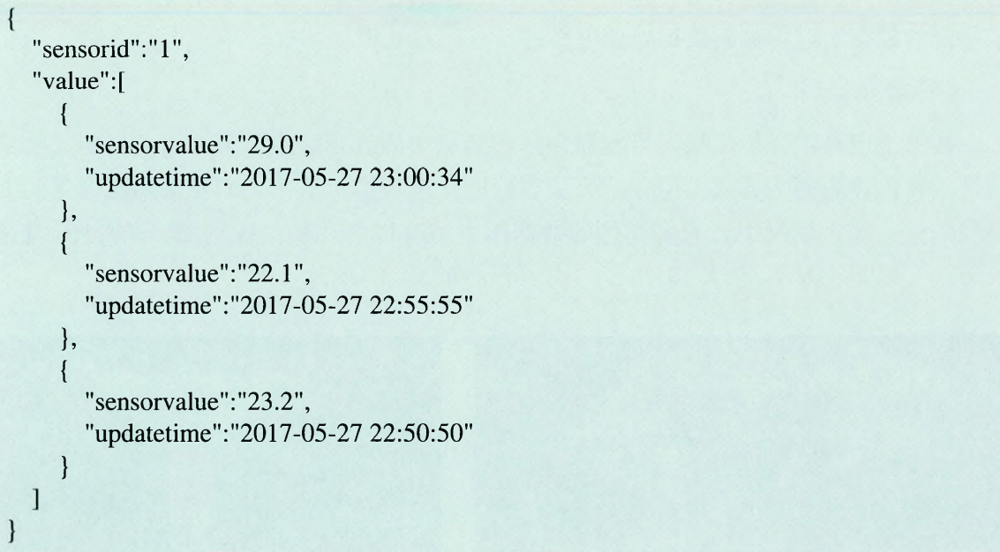 {
"sensorid":"1",
"value":[
{
"sensorvalue":"29.0",
"updatetime":"2017-05-27 23:00:34"
},
{
"sensorvalue":"22.1",
"updatetime":"2017-05-27 22:55:55"
},
{
"sensorvalue":"23.2",
"updatetime":"2017-05-27 22:50:50"
}
]
}